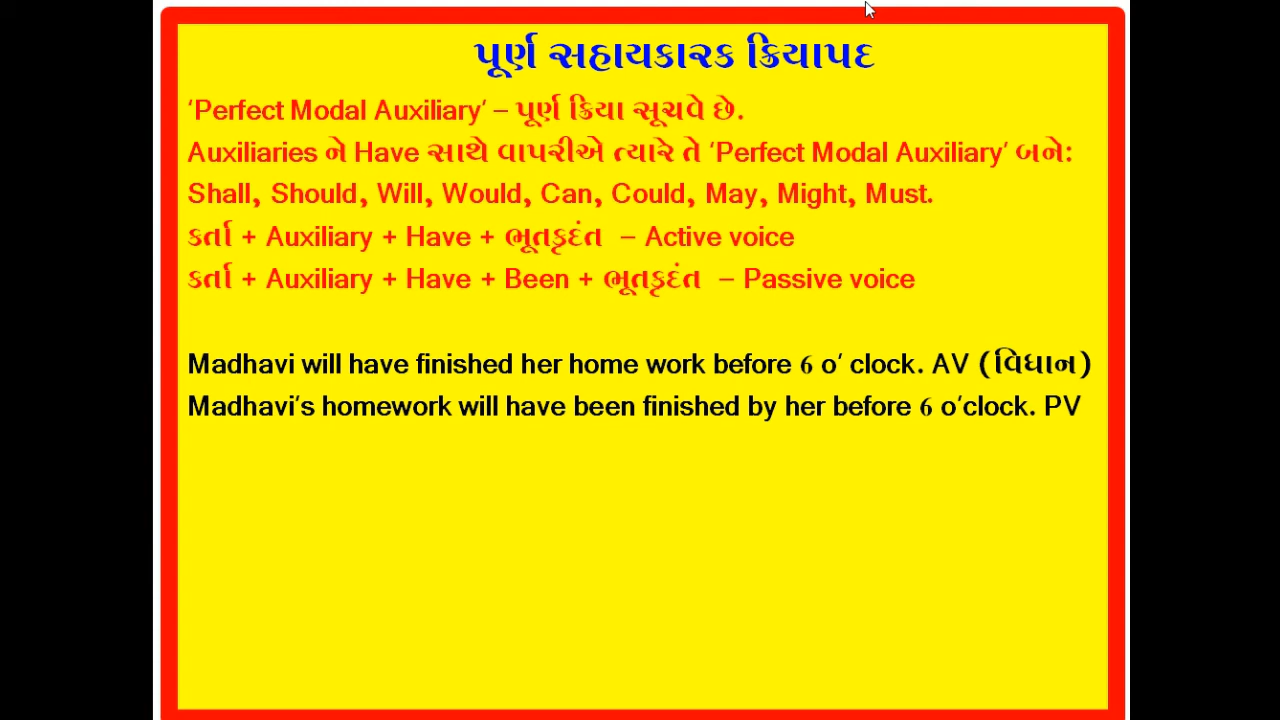 પૂર્ણ સહાયકારક ક્રિયાપદ
‘Perfect Modal Auxiliary’ – પૂર્ણ ક્રિયા સૂચવે છે.
Auxiliaries ને Have સાથે વાપરીએ ત્યારે તે ‘Perfect Modal Auxiliary’ બનેઃ
Shall, Should, Will, Would, Can, Could, May, Might, Must.
કર્તા + Auxiliary + Have + ભૂતકૃદંત – Active voice
કર્તા + Auxiliary + Have + Been + ભૂતકૃદંત – Passive voice
Madhavi will have finished her home work before 6 o’ clock. AV (વિધાન)
Madhavi’s homework will have been finished by her before 6 o’clock. PV